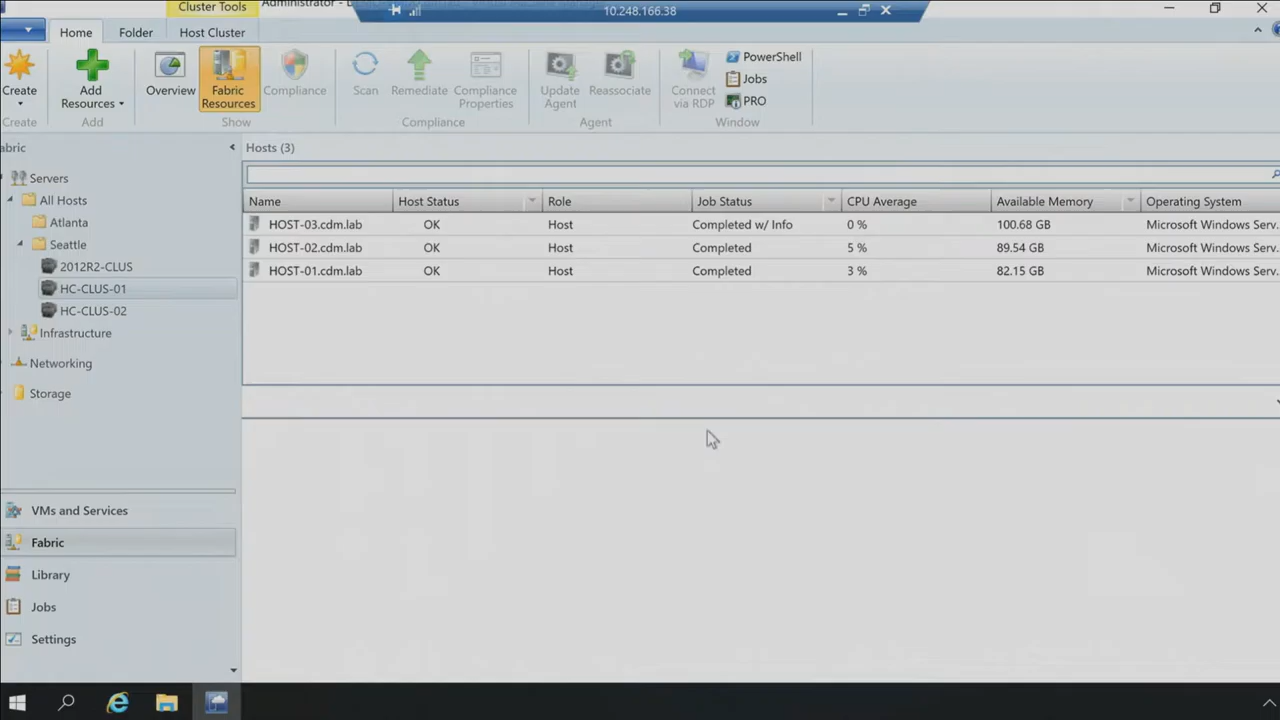 Cluster Tools
Administrator -
10.248.166.38
Home
Folder
Host Cluster
Create
Add
Resources
Overview
Fabric
Resources
Compliance
Scan
Remediate
Compliance
Properties
Update
Agent
Reassociate
Connect
via RDP
PowerShell
Jobs
PRO
Create
Add
Show
Compliance
Agent
Window
abric
Hosts (3)
Servers
All Hosts
Atlanta
Seattle
2012R2-CLUS
HC-CLUS-01
HC-CLUS-02
Infrastructure
Networking
Storage
Name Host Status Role Job Status CPU Average Available Memory Operating System
HOST-03.cdm.lab OK Host Completed w/ Info 0 % 100.68 GB Microsoft Windows Serv.
HOST-02.cdm.lab OK Host Completed 5 % 89.54 GB Microsoft Windows Serv.
HOST-01.cdm.lab OK Host Completed 3 % 82.15 GB Microsoft Windows Serv.
VMs and Services
Fabric
Library
Jobs
Settings